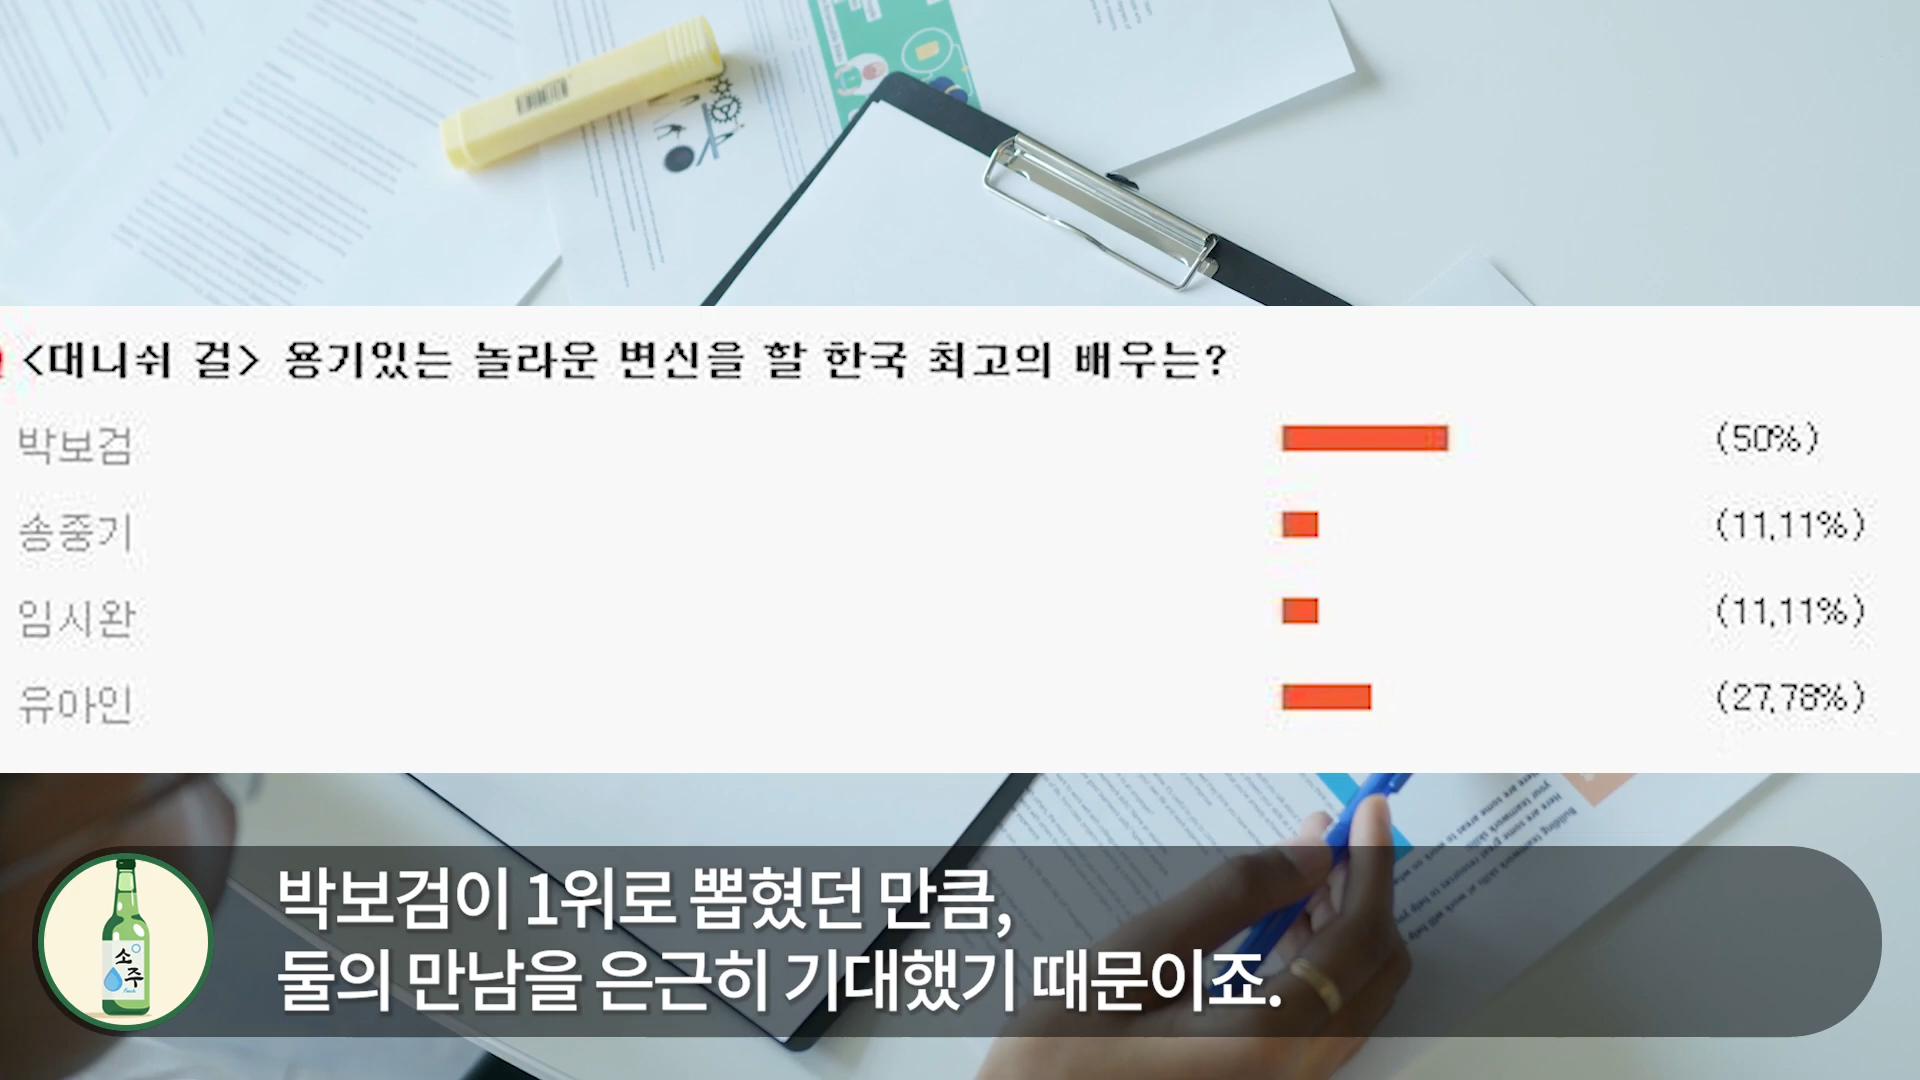 <대니쉬 걸> 용기있는 놀라운 변신을 할 한국 최고의 배우는?
박보검 (50%)
송중기 (11,11%)
임시완 (11,11%)
유아인 (27,78%)
소주
박보검이 1위로 뽑혔던 만큼,
둘의 만남을 은근히 기대했기 때문이죠.